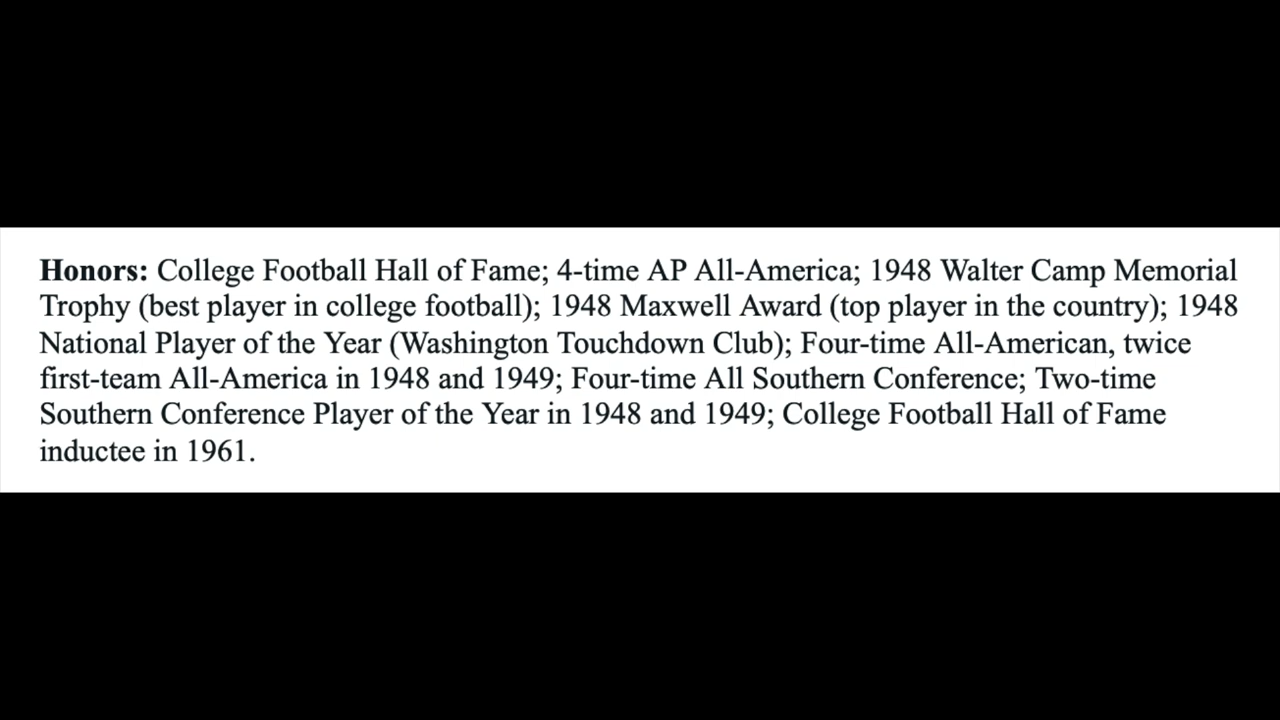 Honors: College Football Hall of Fame; 4-time AP All-America; 1948 Walter Camp Memorial
Trophy (best player in college football); 1948 Maxwell Award (top player in the country); 1948
National Player of the Year (Washington Touchdown Club); Four-time All-American, twice
first-team All-America in 1948 and 1949; Four-time All Southern Conference; Two-time
Southern Conference Player of the Year in 1948 and 1949; College Football Hall of Fame
inductee in 1961.